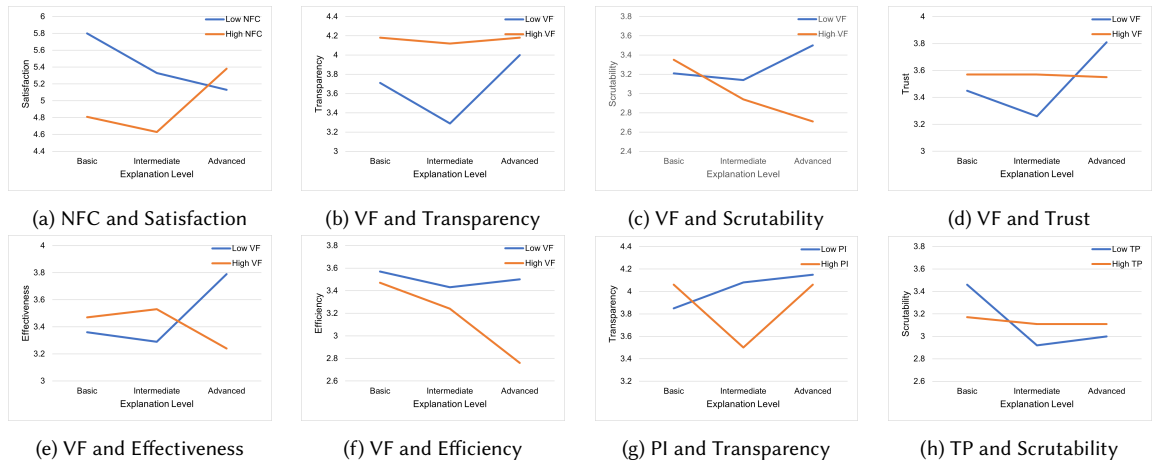 6
5.8
5.6
5.4
5.2
5
4.8
4.6
4.4
Satisfaction
Low NFC
High NFC
Basic Intermediate Advanced
Explanation Level
(a) NFC and Satisfaction
4.4
4.2
4
3.8
3.6
3.4
3.2
3
Transparency
Low VF
High VF
Basic Intermediate Advanced
Explanation Level
(b) VF and Transparency
3.8
3.6
3.4
3.2
3
2.8
2.6
2.4
Scrutability
Low VF
High VF
Basic Intermediate Advanced
Explanation Level
(c) VF and Scrutability
4
3.8
3.6
3.4
3.2
3
Trust
Low VF
High VF
Basic Intermediate Advanced
Explanation Level
(d) VF and Trust
4
3.8
3.6
3.4
3.2
3
Effectiveness
Low VF
High VF
Basic Intermediate Advanced
Explanation Level
(e) VF and Effectiveness
3.8
3.6
3.4
3.2
3
2.8
2.6
Efficiency
Low VF
High VF
Basic Intermediate Advanced
Explanation Level
(f) VF and Efficiency
4.4
4.2
4
3.8
3.6
3.4
3.2
Transparency
Low PI
High PI
Basic Intermediate Advanced
Explanation Level
(g) PI and Transparency
3.8
3.6
3.4
3.2
3
2.8
2.6
Scrutability
Low TP
High TP
Basic Intermediate Advanced
Explanation Level
(h) TP and Scrutability